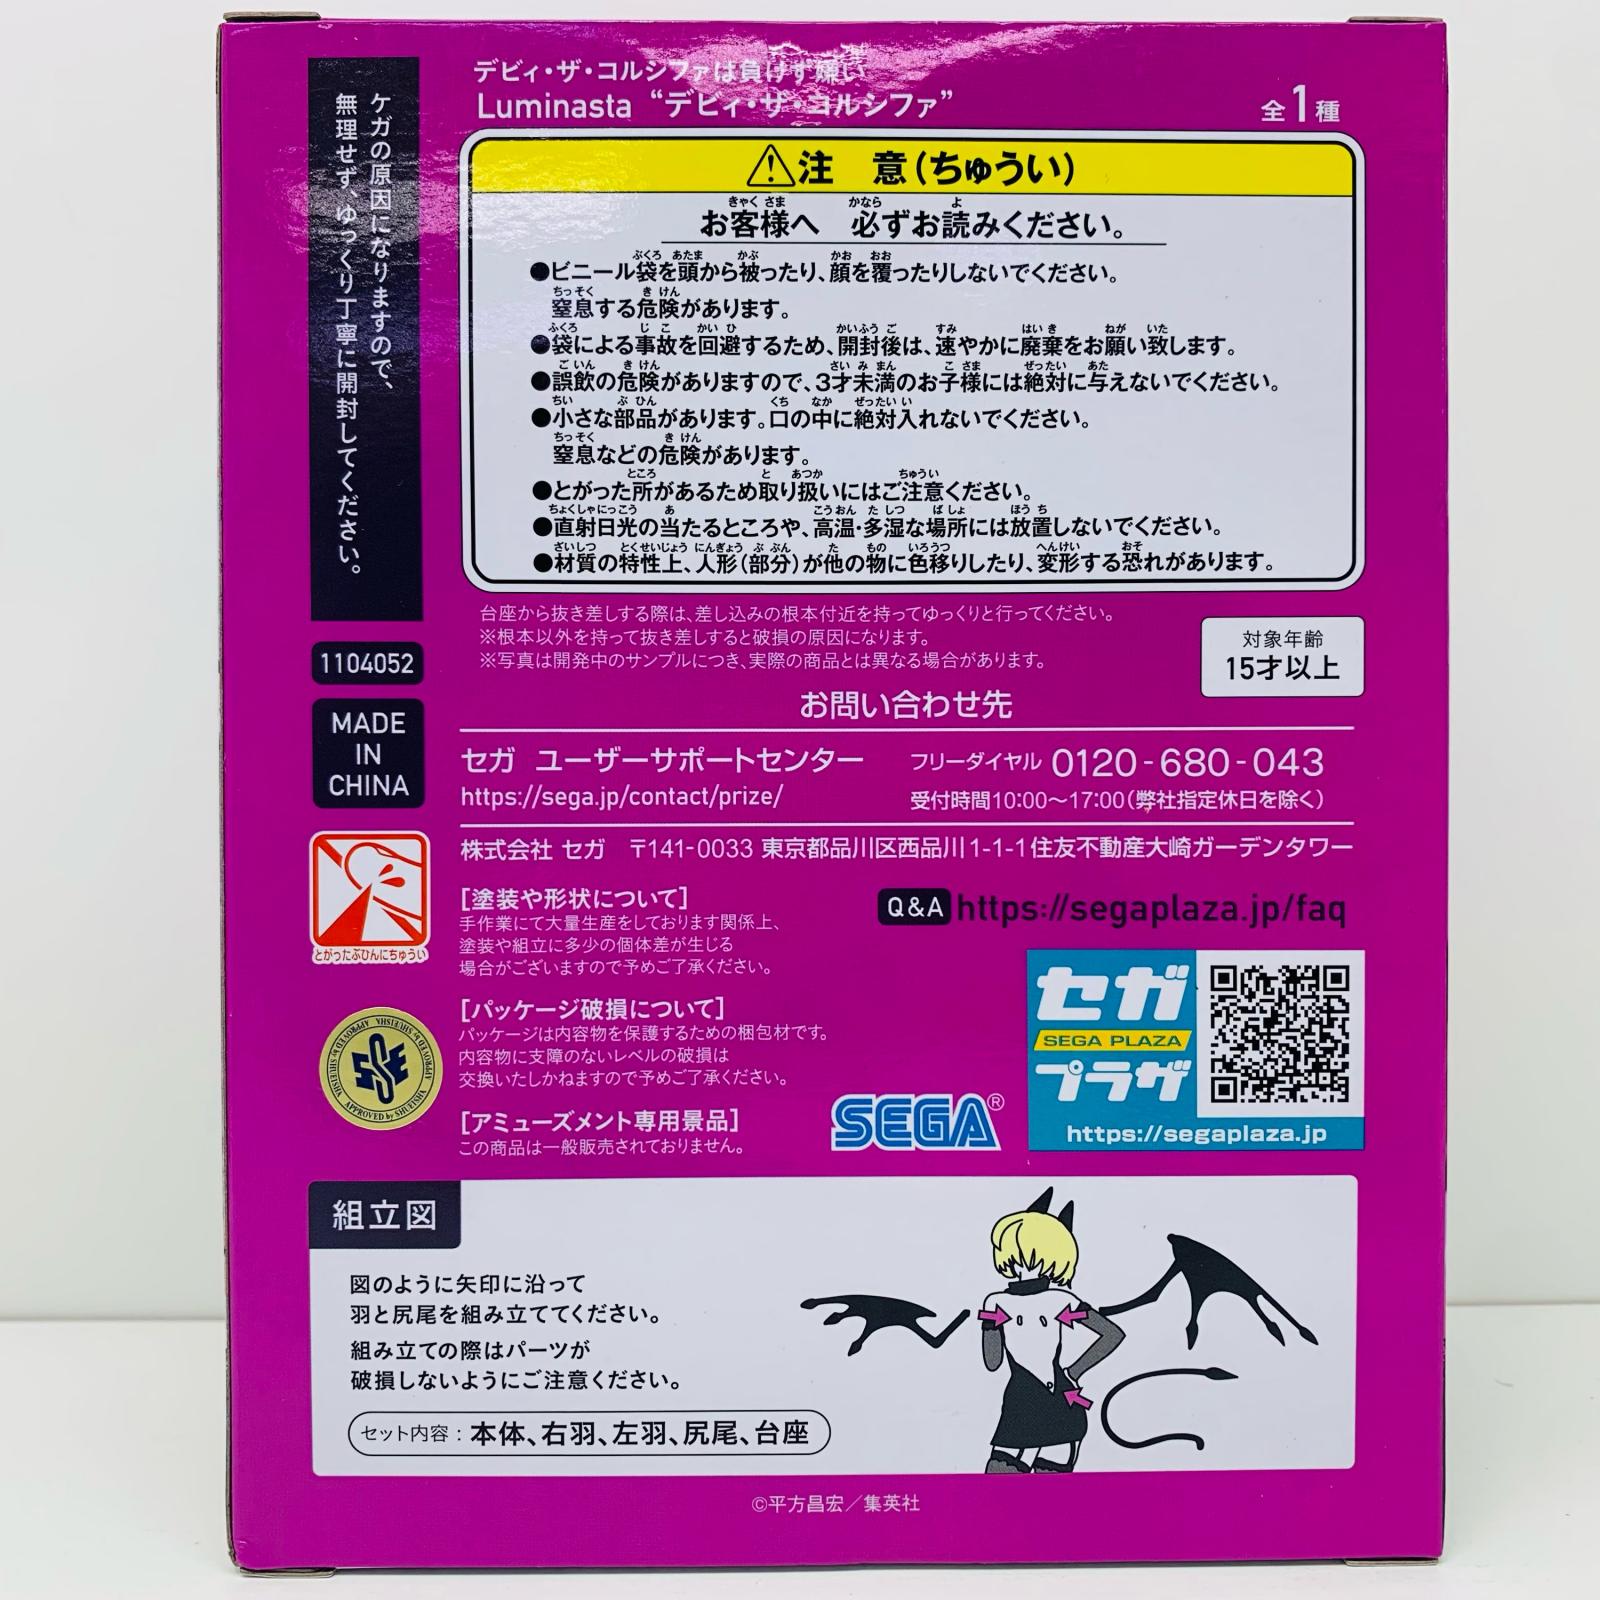 デビィ・ザ・コルシファは負けず嫌い
Luminasta “デビィ・ザ・コルシファ”
全1種
ケガの原因になりますので、
無理せず、ゆっくり丁寧に開封してください。
⚠注 意(ちゅうい)
お客様へ 必ずお読みください。
●ビニール袋を頭から被ったり、顔を覆ったりしないでください。
窒息する危険があります。
●袋による事故を回避するため、開封後は、速やかに廃棄をお願い致します。
●誤飲の危険がありますので、3才未満のお子様には絶対に与えないでください。
●小さな部品があります。口の中に絶対入れないでください。
窒息などの危険があります。
●とがった所があるため取り扱いにはご注意ください。
●直射日光の当たるところや、高温・多湿な場所には放置しないでください。
●材質の特性上、人形(部分)が他の物に色移りしたり、変形する恐れがあります。
台座から抜き差しする際は、差し込みの根本付近を持ってゆっくりと行ってください。
※根本以外を持って抜き差しすると破損の原因になります。
※写真は開発中のサンプルにつき、実際の商品とは異なる場合があります。
対象年齢
15才以上
1104052
MADE
IN
CHINA
お問い合わせ先
セガ ユーザーサポートセンター
フリーダイヤル 0120-680-043
https://sega.jp/contact/prize/
受付時間10:00〜17:00(弊社指定休日を除く)
株式会社 セガ 〒141-0033 東京都品川区西品川1-1-1住友不動産大崎ガーデンタワー
とがったぶひんにちゅうい
[塗装や形状について]
手作業にて大量生産をしております関係上、
塗装や組立に多少の個体差が生じる
場合がございますので予めご了承ください。
Q&A https://segaplaza.jp/faq
[パッケージ破損について]
パッケージは内容物を保護するための梱包材です。
内容物に支障のないレベルの破損は
交換いたしかねますので予めご了承ください。
セガ
SEGA PLAZA
プラザ
https://segaplaza.jp
APPROVED by SHUEISHA
APPROVED by SHUEISHA
[アミューズメント専用景品]
この商品は一般販売されておりません。
SEGA®
組立図
図のように矢印に沿って
羽と尻尾を組み立ててください。
組み立ての際はパーツが
破損しないようにご注意ください。
セット内容：本体、右羽、左羽、尻尾、台座
©平方昌宏／集英社